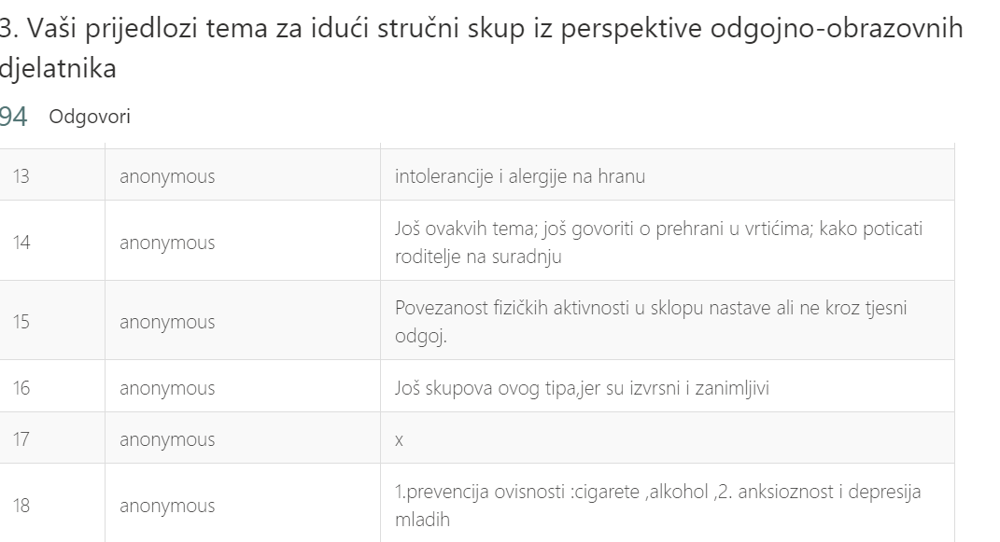 3. Vaši prijedlozi tema za idući stručni skup iz perspektive odgojno-obrazovnih
djelatnika
94 Odgovori
13 anonymous intolerancije i alergije na hranu
14 anonymous Još ovakvih tema; još govoriti o prehrani u vrtićima; kako poticati
roditelje na suradnju
15 anonymous Povezanost fizičkih aktivnosti u sklopu nastave ali ne kroz tjesni
odgoj.
16 anonymous Još skupova ovog tipa,jer su izvrsni i zanimljivi
17 anonymous x
18 anonymous 1.prevencija ovisnosti :cigarete ,alkohol ,2. anksioznost i depresija
mladih